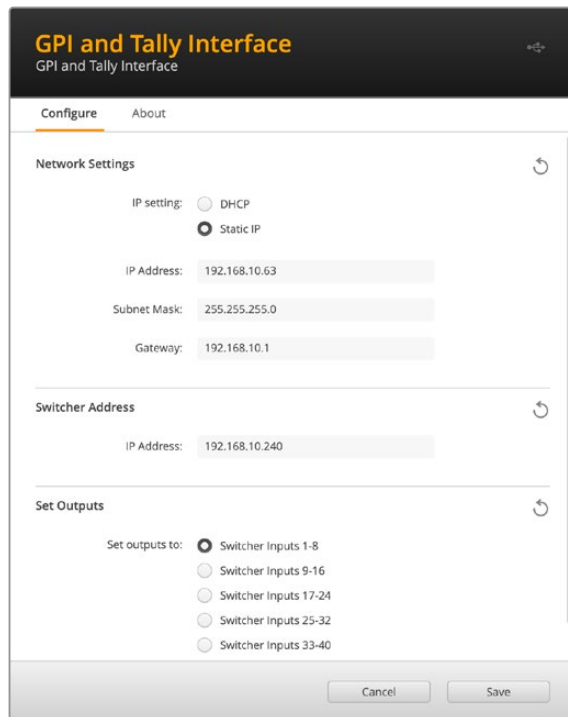 GPI and Tally Interface
GPI and Tally Interface
Configure About
Network Settings
IP setting: DHCP
Static IP
IP Address: 192.168.10.63
Subnet Mask: 255.255.255.0
Gateway: 192.168.10.1
Switcher Address
IP Address: 192.168.10.240
Set Outputs
Set outputs to: Switcher Inputs 1-8
Switcher Inputs 9-16
Switcher Inputs 17-24
Switcher Inputs 25-32
Switcher Inputs 33-40
Cancel Save